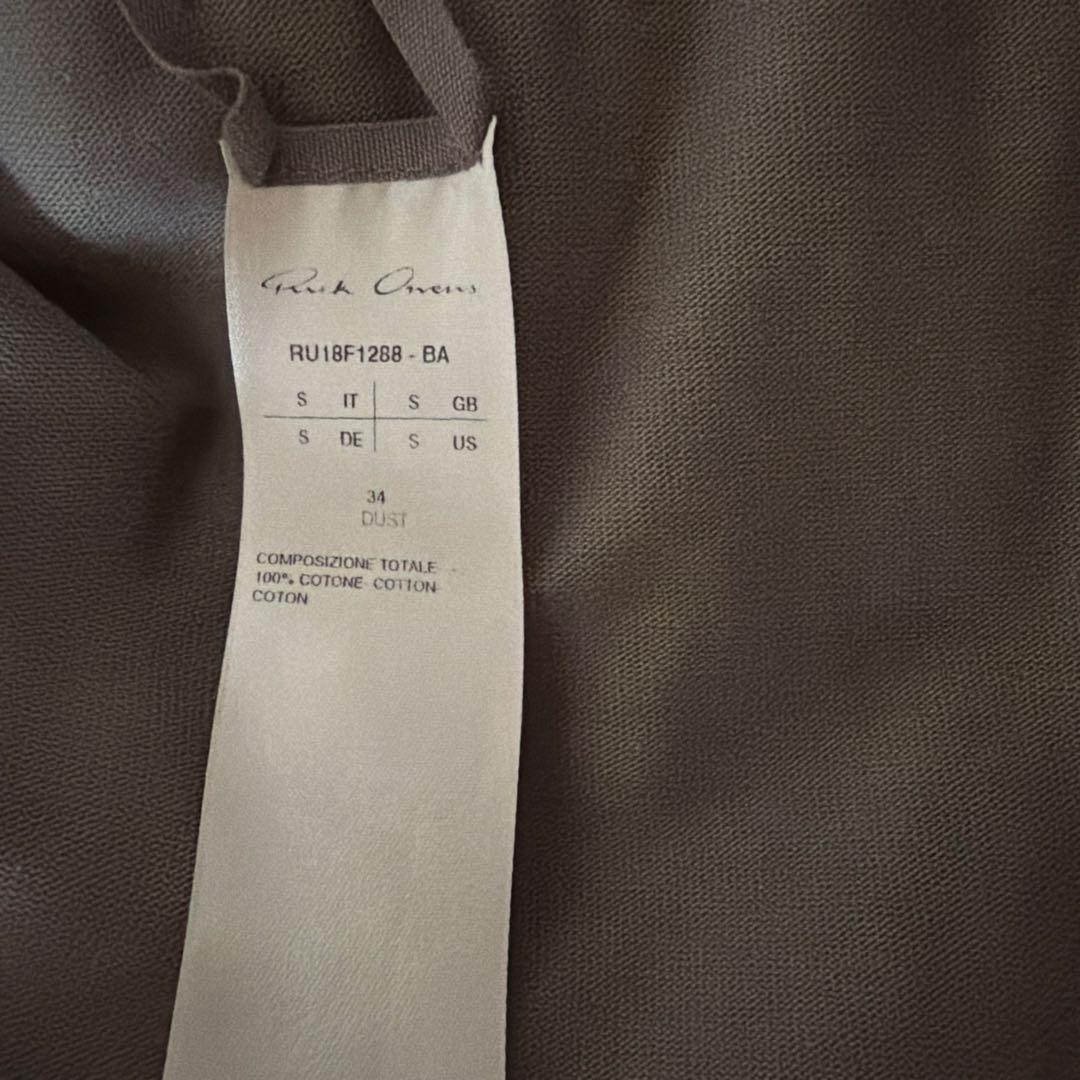 Rick Owens
RU18F1288 - BA
S IT S GB
S DE S US
34
DUST
COMPOSIZIONE TOTALE -
100% COTONE- COTTON-
COTON